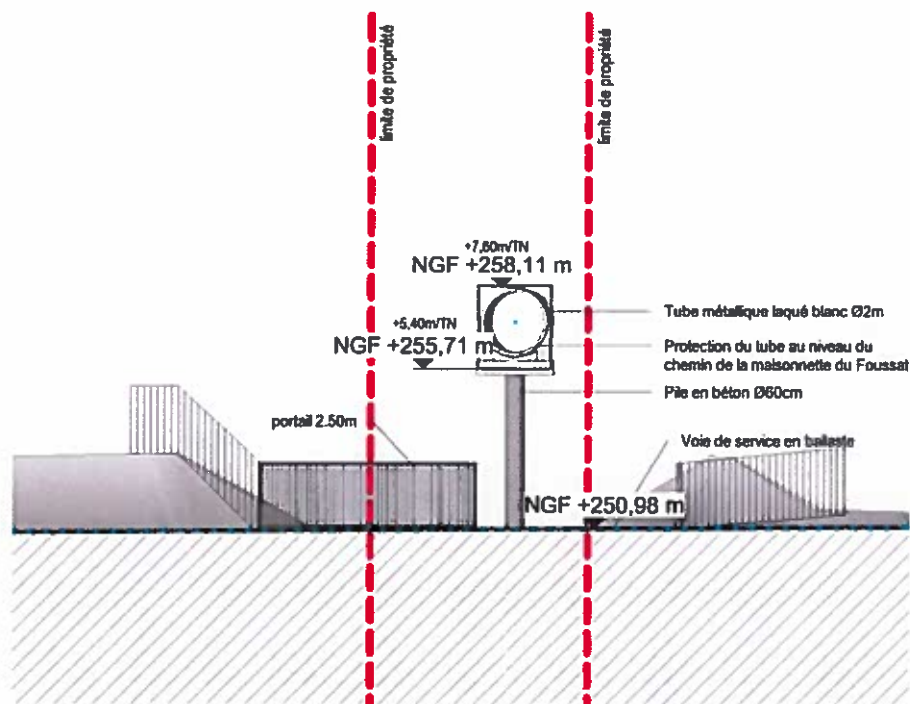 limite de propriété
limite de propriété
+7,60m/TN
NGF +258,11 m
Tube métallique laqué blanc Ø2m
+5,40m/TN
NGF +255,71 m
Protection du tube au niveau du
chemin de la maisonnette du Foussat
Pile en béton Ø60cm
portail 2.50m
Voie de service en ballaste
NGF +250,98 m